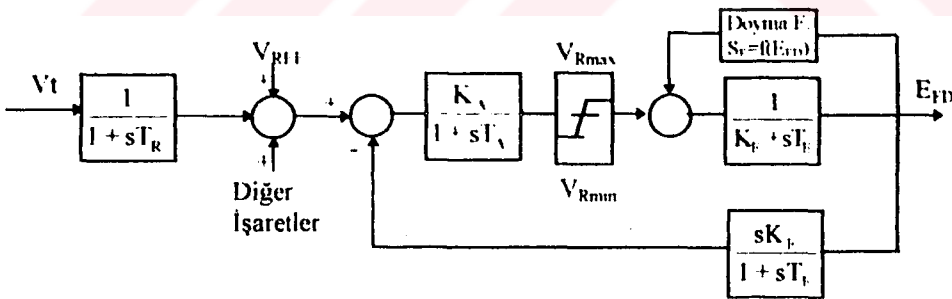 Vt
1
1 + sT_R
V_REF
+
+
Diğer
İşaretler
+
-
K_A
1 + sT_A
V_Rmax
V_Rmin
Doyma F.
S_E=f(E_FD)
1
K_E + sT_E
E_FD
sK_F
1 + sT_F